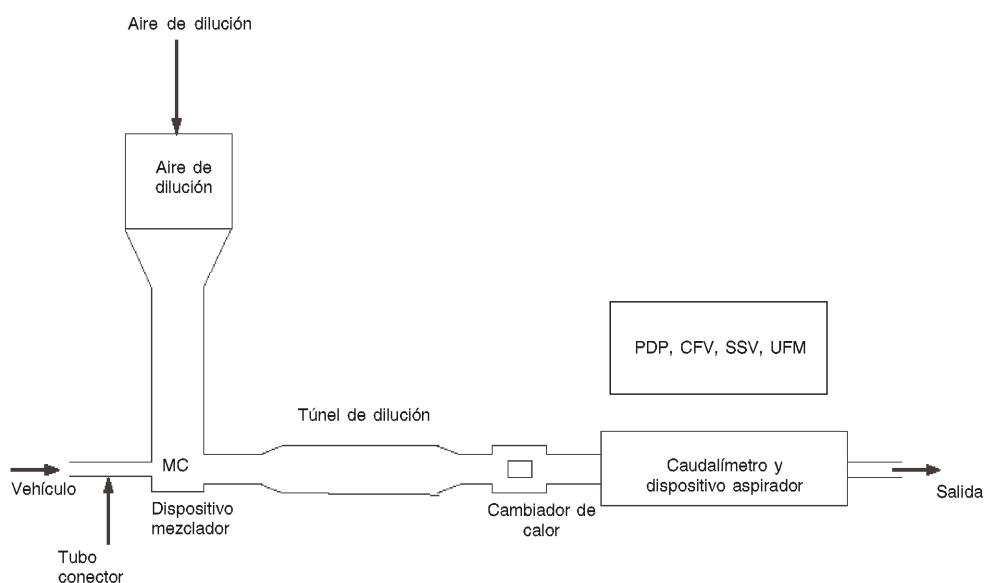 Aire de dilución
Aire de
dilución
PDP, CFV, SSV, UFM
Túnel de dilución
MC
Vehículo
Dispositivo
mezclador
Cambiador de
calor
Caudalímetro y
dispositivo aspirador
Salida
Tubo
conector